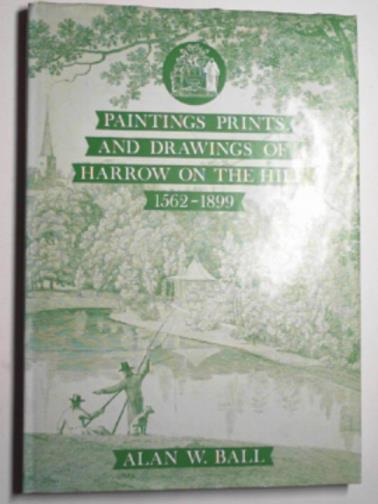 PAINTINGS PRINTS
AND DRAWINGS OF
HARROW ON THE HILL
1562-1899
ALAN W. BALL